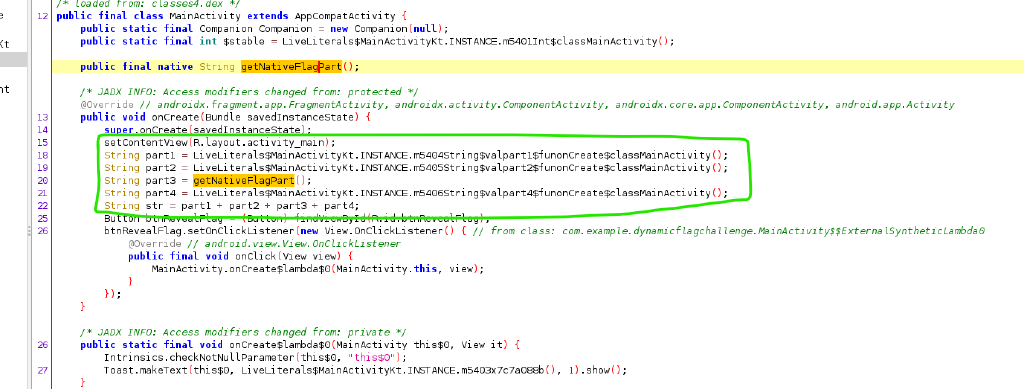 /* loaded from: classes4.dex */
12 public final class MainActivity extends AppCompatActivity {
public static final Companion Companion = new Companion(null);
public static final int $stable = LiveLiterals$MainActivityKt.INSTANCE.m5401Int$classMainActivity();
Kt
public final native String getNativeFlagPart();
nt
/* JADX INFO: Access modifiers changed from: protected */
@Override // androidx.fragment.app.FragmentActivity, androidx.activity.ComponentActivity, androidx.core.app.ComponentActivity, android.app.Activity
13 public void onCreate(Bundle savedInstanceState) {
14 super.onCreate(savedInstanceState);
15 setContentView(R.layout.activity_main);
18 String part1 = LiveLiterals$MainActivityKt.INSTANCE.m5404String$valpart1$funonCreate$classMainActivity();
19 String part2 = LiveLiterals$MainActivityKt.INSTANCE.m5405String$valpart2$funonCreate$classMainActivity();
20 String part3 = getNativeFlagPart();
21 String part4 = LiveLiterals$MainActivityKt.INSTANCE.m5406String$valpart4$funonCreate$classMainActivity();
22 String str = part1 + part2 + part3 + part4;
25 Button btnRevealFlag = (Button) findViewById(R.id.btnRevealFlag);
26 btnRevealFlag.setOnClickListener(new View.OnClickListener() { // from class: com.example.dynamicflagchallenge.MainActivity$$ExternalSyntheticLambda0
@Override // android.view.View.OnClickListener
public final void onClick(View view) {
MainActivity.onCreate$lambda$0(MainActivity.this, view);
}
});
}
/* JADX INFO: Access modifiers changed from: private */
26 public static final void onCreate$lambda$0(MainActivity this$0, View it) {
Intrinsics.checkNotNullParameter(this$0, "this$0");
27 Toast.makeText(this$0, LiveLiterals$MainActivityKt.INSTANCE.m5403x7c7a088b(), 1).show();
}